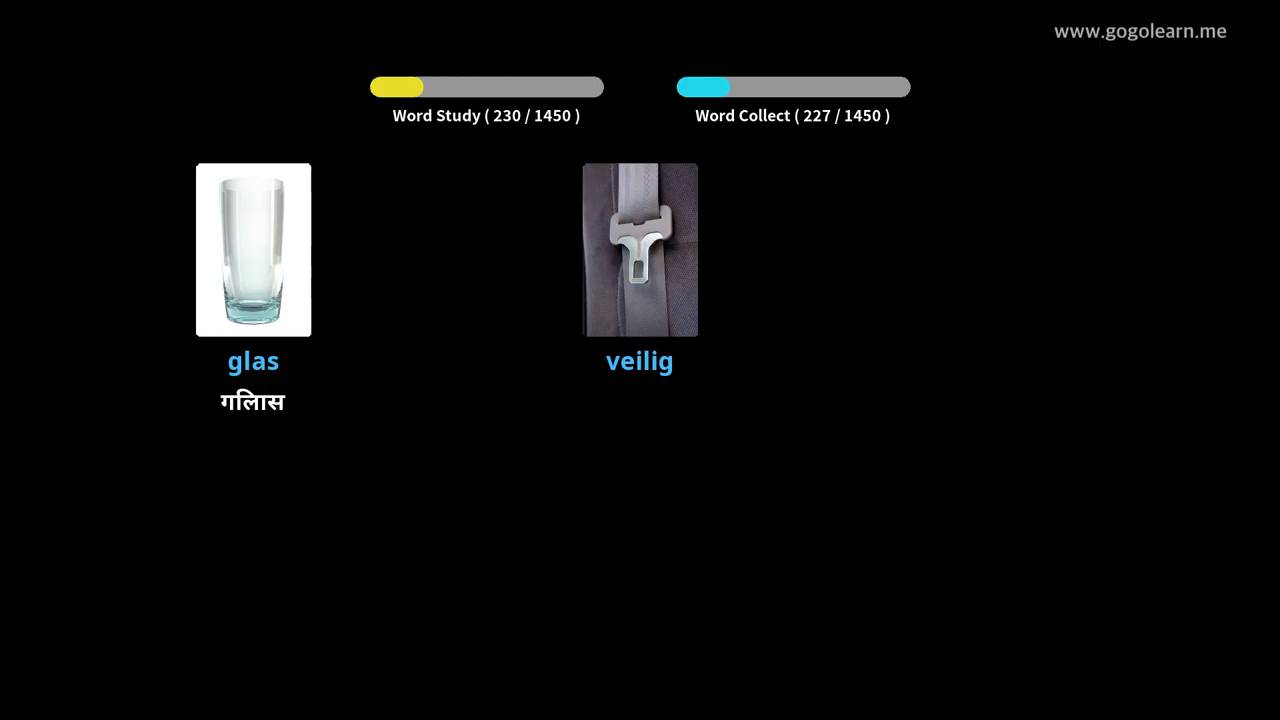 www.gogolearn.me
Word Study ( 230 / 1450 )
Word Collect ( 227 / 1450 )
glas
veilig
गलिास